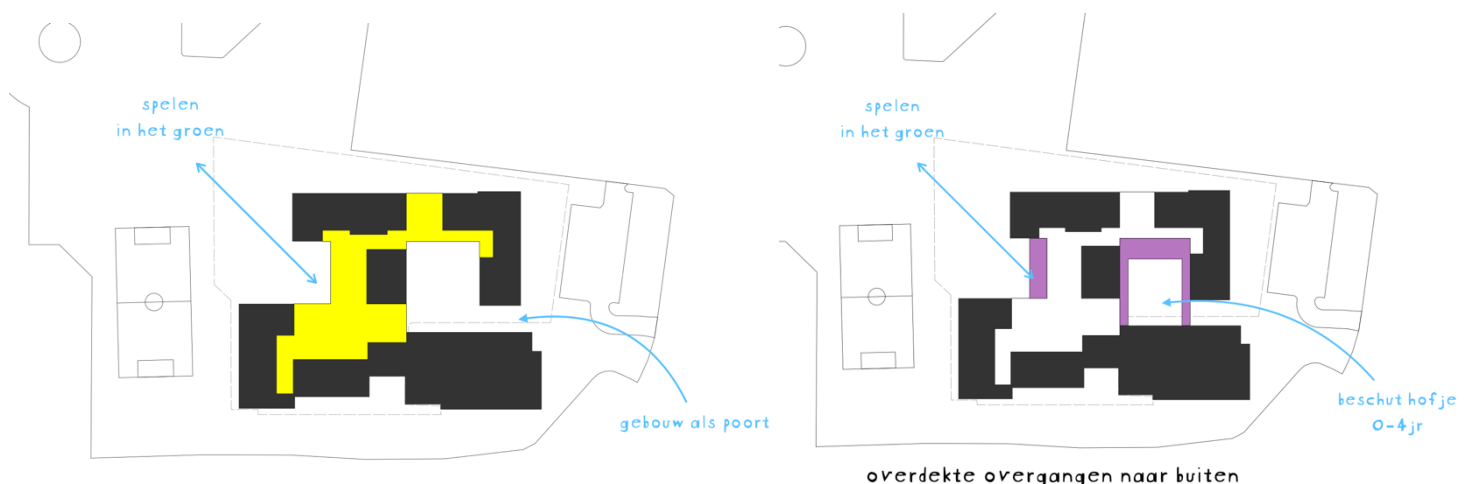 spelen
in het groen
gebouw als poort
spelen
in het groen
beschut hofje
0-4jr
overdekte overgangen naar buiten